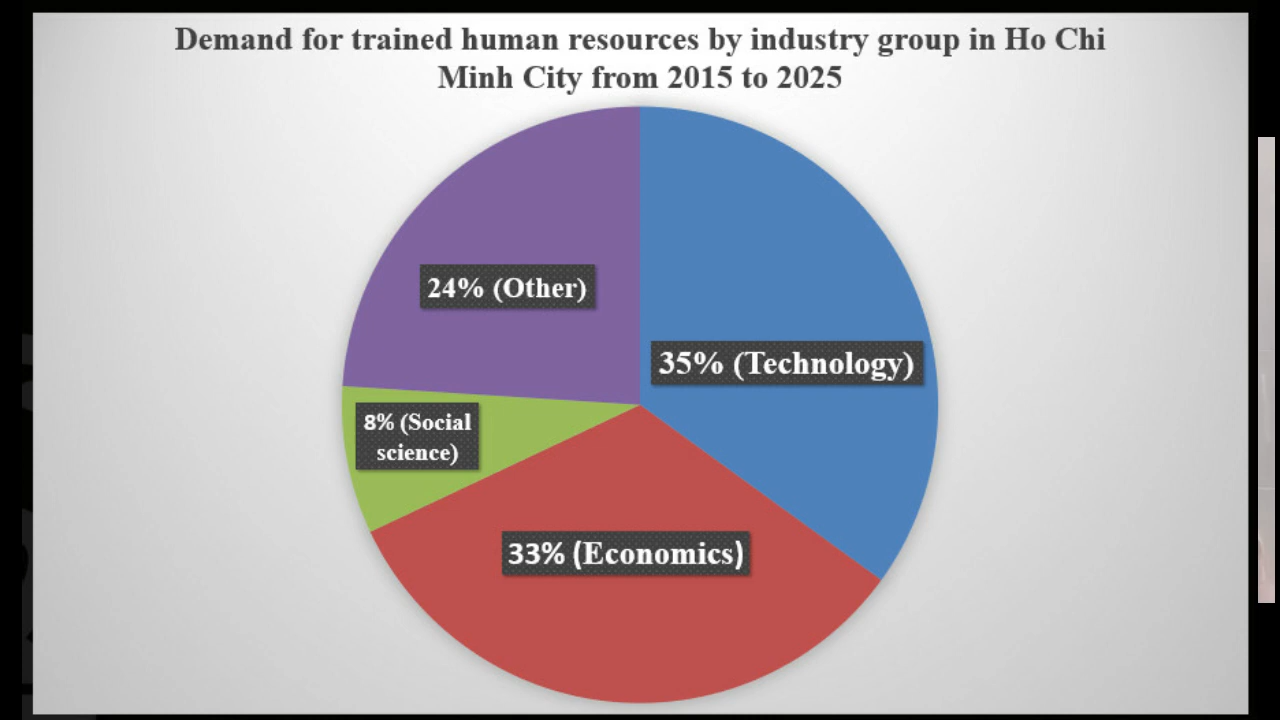 Demand for trained human resources by industry group in Ho Chi
Minh City from 2015 to 2025
24% (Other)
35% (Technology)
8% (Social
science)
33% (Economics)